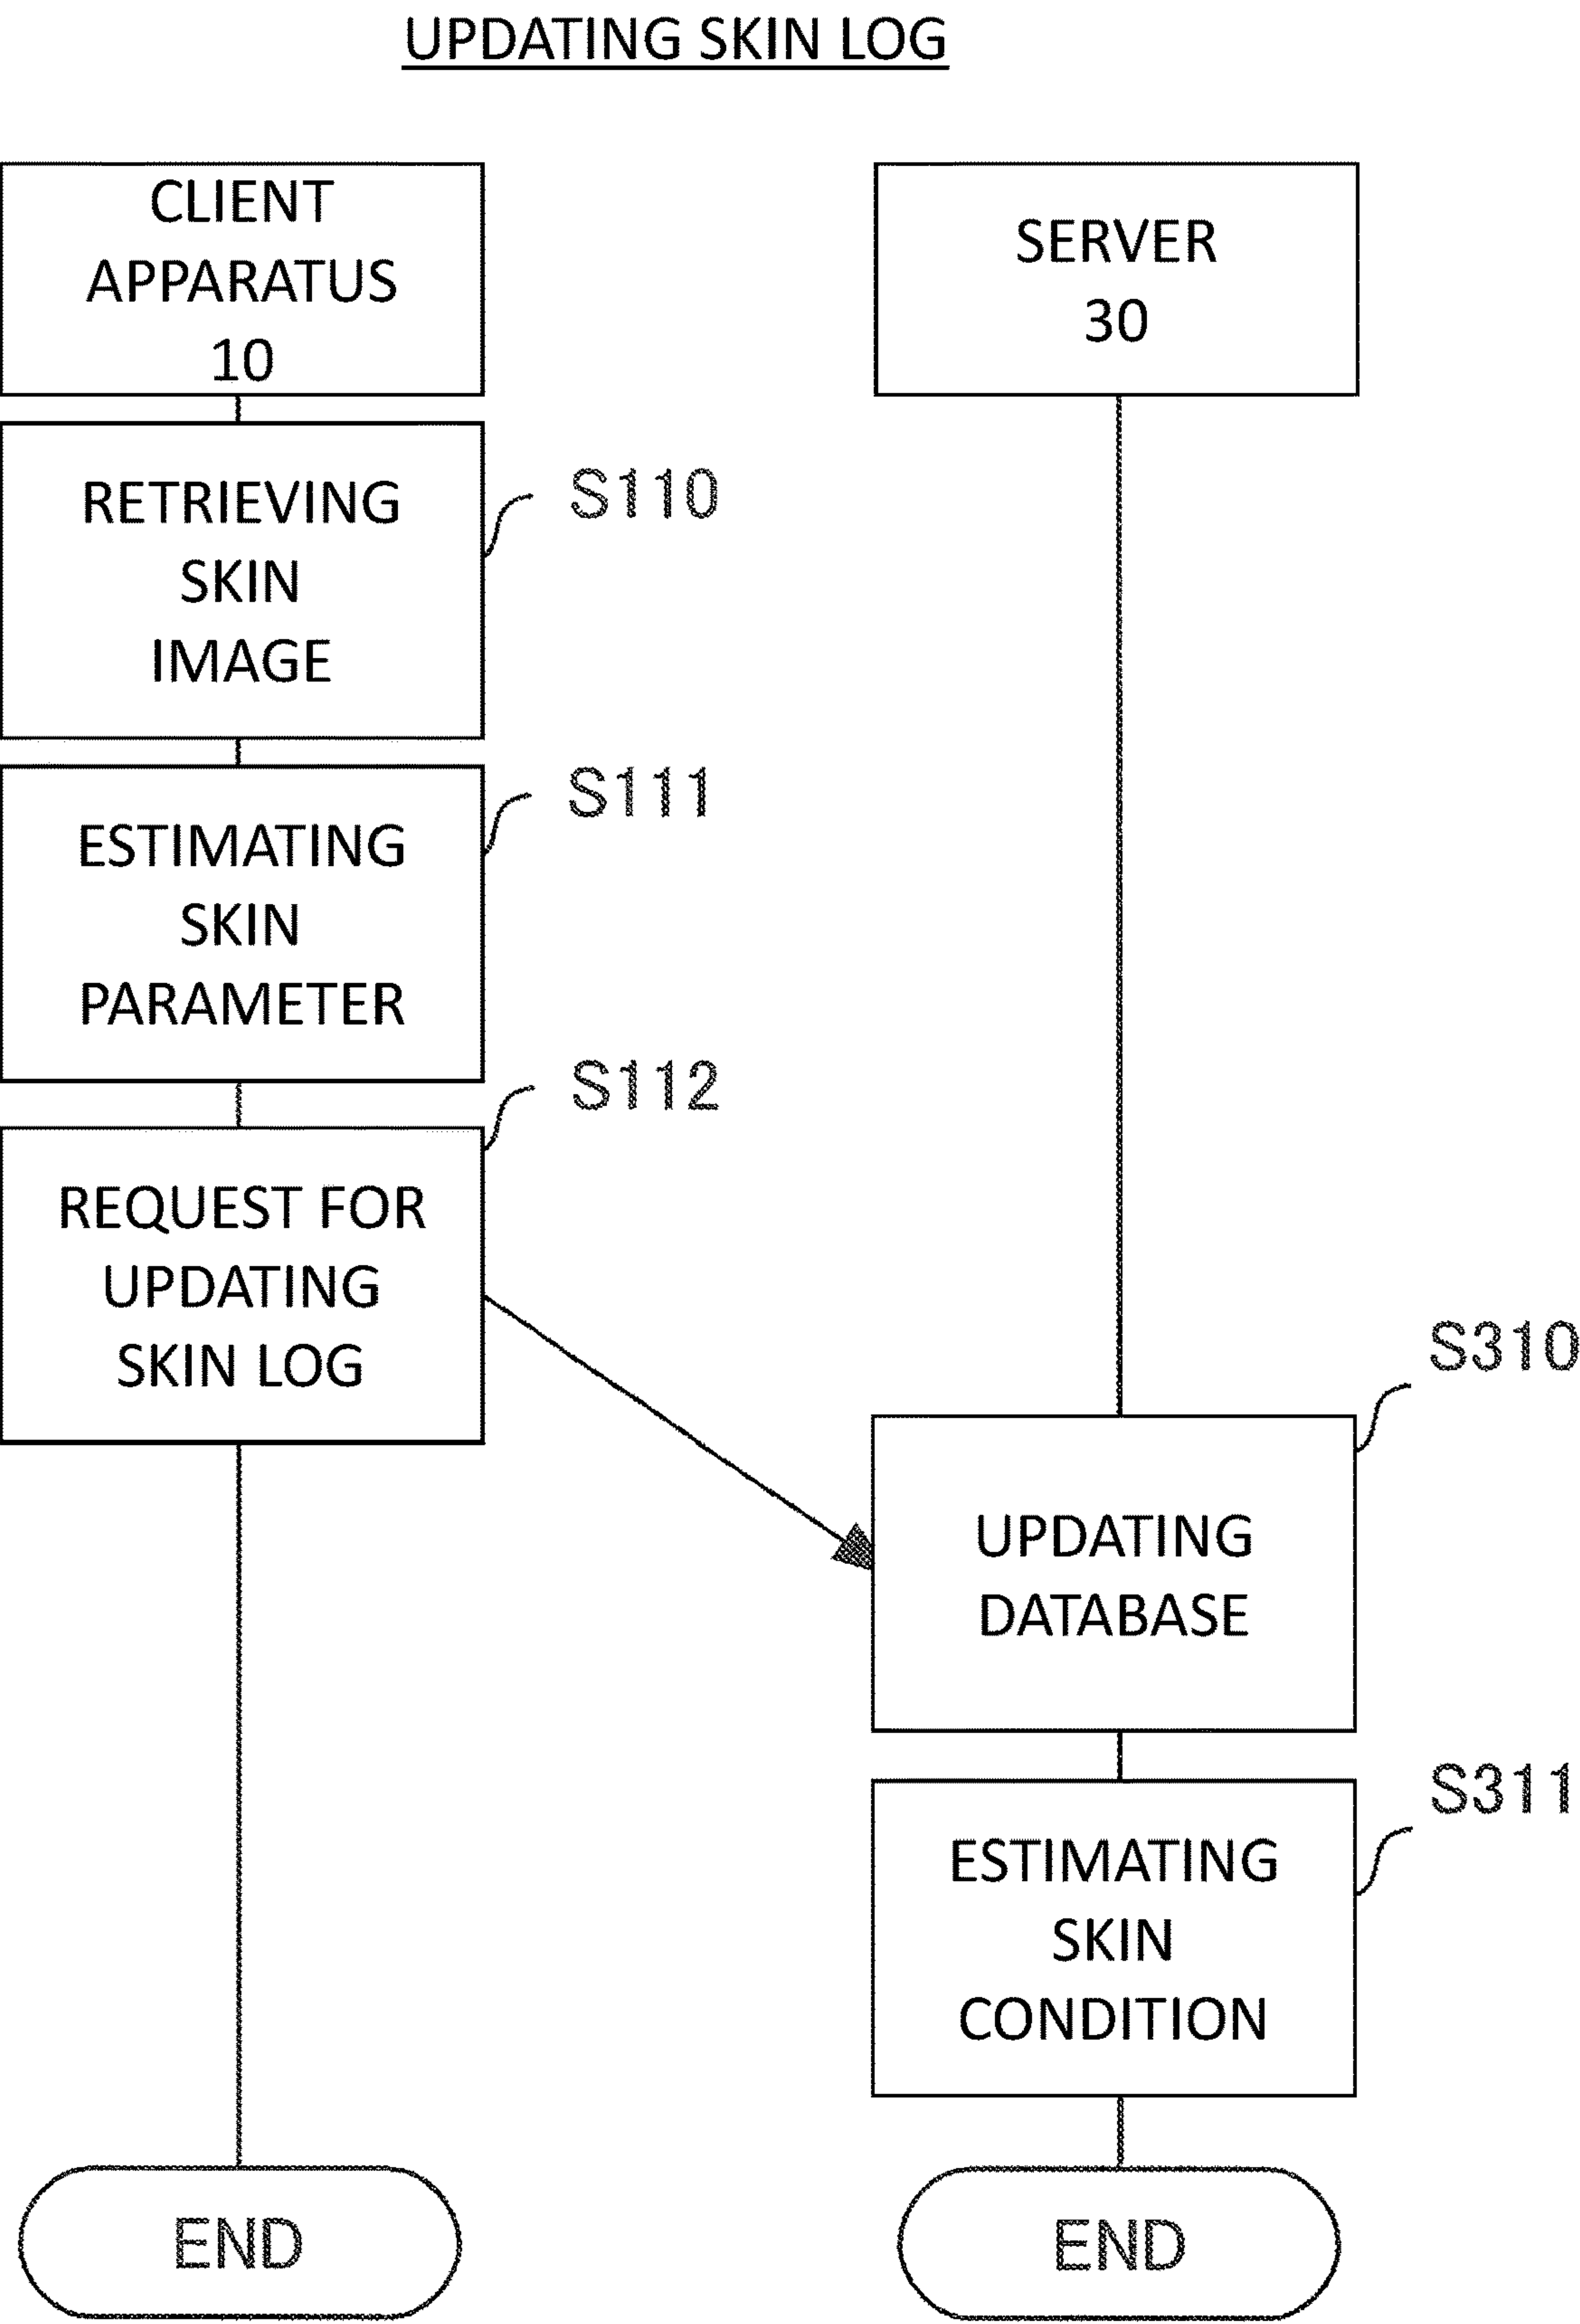 UPDATING SKIN LOG
CLIENT
APPARATUS
10
SERVER
30
RETRIEVING
SKIN
IMAGE
S110
ESTIMATING
SKIN
PARAMETER
S111
REQUEST FOR
UPDATING
SKIN LOG
S112
UPDATING
DATABASE
S310
ESTIMATING
SKIN
CONDITION
S311
END
END